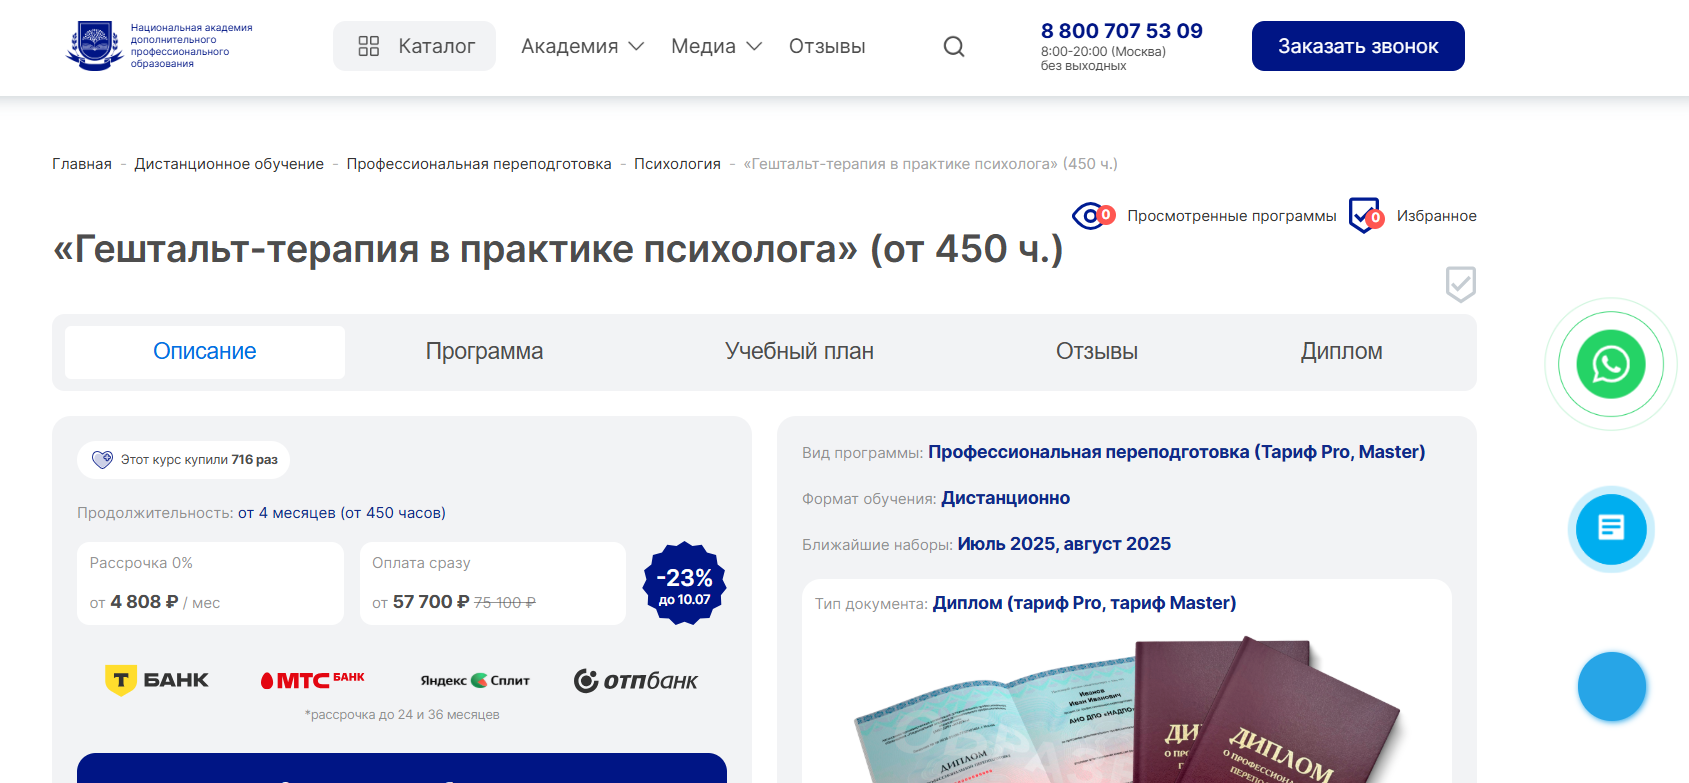 Национальная академия
дополнительного
профессионального
образования
Каталог
Академия
Медиа
Отзывы
8 800 707 53 09
8:00-20:00 (Москва)
без выходных
Заказать звонок
Главная - Дистанционное обучение - Профессиональная переподготовка - Психология - «Гештальт-терапия в практике психолога» (450 ч.)
0 Просмотренные программы
0 Избранное
«Гештальт-терапия в практике психолога» (от 450 ч.)
Описание
Программа
Учебный план
Отзывы
Диплом
Этот курс купили 716 раз
Продолжительность: от 4 месяцев (от 450 часов)
Рассрочка 0%
от 4 808 ₽ / мес
Оплата сразу
от 57 700 ₽ 75 100 ₽
-23%
до 10.07
Т БАНК
МТС БАНК
Яндекс Сплит
отпбанк
*рассрочка до 24 и 36 месяцев
Вид программы: Профессиональная переподготовка (Тариф Pro, Master)
Формат обучения: Дистанционно
Ближайшие наборы: Июль 2025, август 2025
Тип документа: Диплом (тариф Pro, тариф Master)
Иванов
Иван Иванович
АНО ДПО «НАДПО»
ДИПЛОМ
ДИПЛОМ